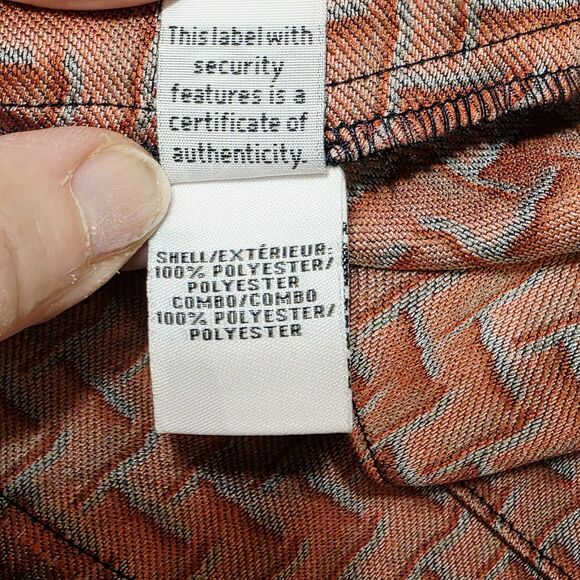 This label with
security
features is a
certificate of
authenticity.
SHELL/EXTÉRIEUR:
100% POLYESTER/
POLYESTER
COMBO/COMBO
100% POLYESTER/
POLYESTER